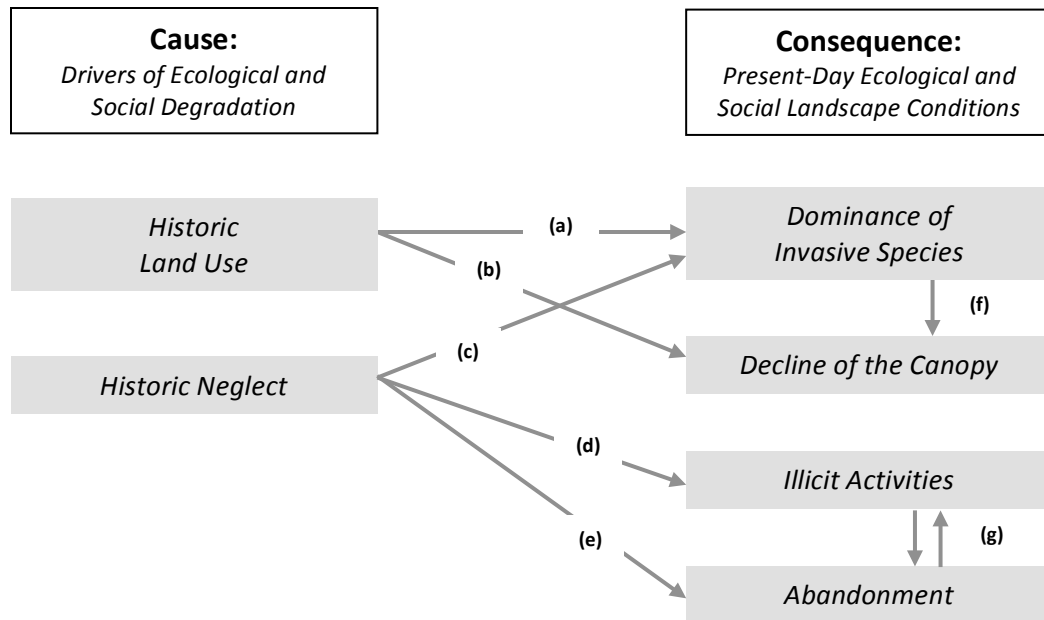 Cause:
Drivers of Ecological and
Social Degradation
Consequence:
Present-Day Ecological and
Social Landscape Conditions
Historic
Land Use
Historic Neglect
(a)
(b)
(c)
(d)
(e)
Dominance of
Invasive Species
(f)
Decline of the Canopy
Illicit Activities
(g)
Abandonment